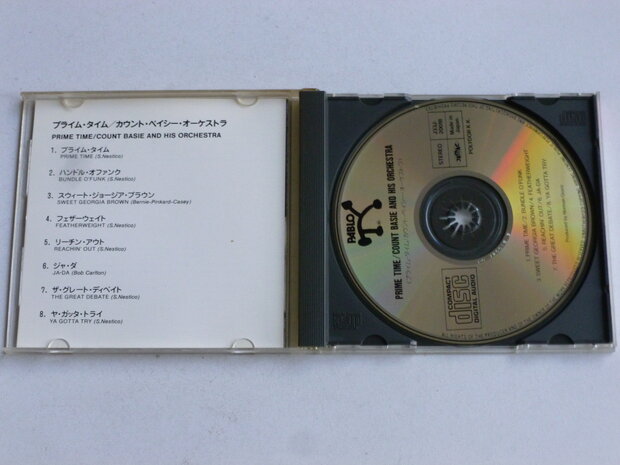 プライム・タイム／カウント・ベイシー・オーケストラ
PRIME TIME/COUNT BASIE AND HIS ORCHESTRA
1. プライム・タイム
PRIME TIME (S.Nestico)
2. ハンドル・オファンク
BUNDLE O'FUNK (S.Nestico)
3. スウィート・ジョージア・ブラウン
SWEET GEORGIA BROWN (Bernie-Pinkard-Casey)
4. フェザーウェイト
FEATHERWEIGHT (S.Nestico)
5. リーチン・アウト
REACHIN' OUT (S.Nestico)
6. ジャ・ダ
JA-DA (Bob Carlton)
7. ザ・グレート・ディベイト
THE GREAT DEBATE (S.Nestico)
8. ヤ・ガッタ・トライ
YA GOTTA TRY (S.Nestico)
PABLO
PRIME TIME/COUNT BASIE AND HIS ORCHESTRA
STEREO
J33J
Made in
Japan
POLYDOR K.K.
COMPACT
disc
DIGITAL AUDIO
1. PRIME TIME/2. BUNDLE O'FUNK
3. SWEET GEORGIA BROWN/4. FEATHERWEIGHT
5. REACHIN' OUT/6. JA-DA
7. THE GREAT DEBATE/8. YA GOTTA TRY